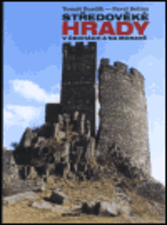 Tomáš Durdík — Pavel Bolina
STŘEDOVĚKÉ
HRADY
V ČECHÁCH A NA MORAVĚ